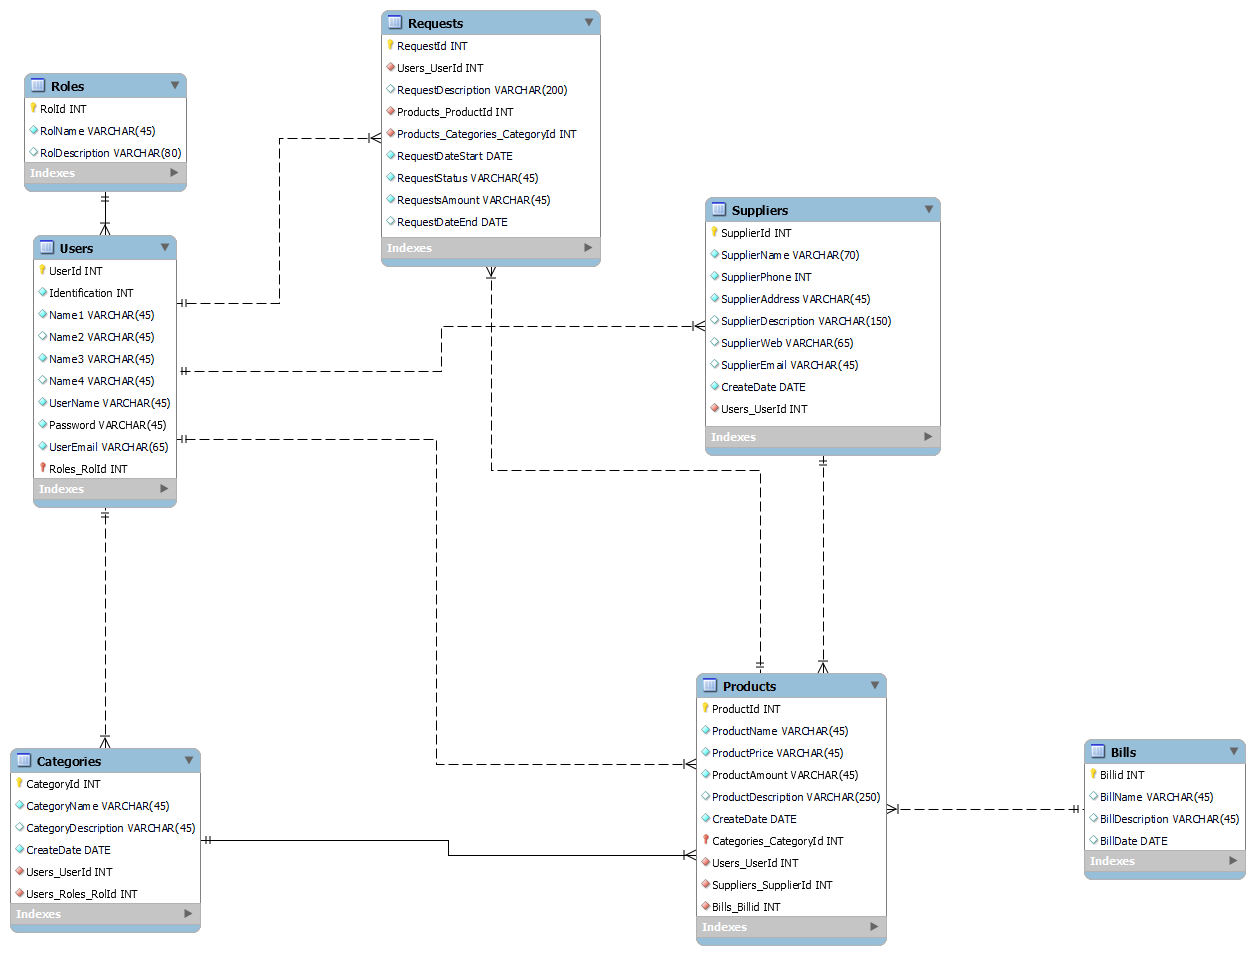 Requests
RequestId INT
Users_UserId INT
RequestDescription VARCHAR(200)
Products_ProductId INT
Products_Categories_CategoryId INT
RequestDateStart DATE
RequestStatus VARCHAR(45)
RequestsAmount VARCHAR(45)
RequestDateEnd DATE
Indexes
Roles
RolId INT
RolName VARCHAR(45)
RolDescription VARCHAR(80)
Indexes
Users
UserId INT
Identification INT
Name1 VARCHAR(45)
Name2 VARCHAR(45)
Name3 VARCHAR(45)
Name4 VARCHAR(45)
UserName VARCHAR(45)
Password VARCHAR(45)
UserEmail VARCHAR(65)
Roles_RolId INT
Indexes
Suppliers
SupplierId INT
SupplierName VARCHAR(70)
SupplierPhone INT
SupplierAddress VARCHAR(45)
SupplierDescription VARCHAR(150)
SupplierWeb VARCHAR(65)
SupplierEmail VARCHAR(45)
CreateDate DATE
Users_UserId INT
Indexes
Categories
CategoryId INT
CategoryName VARCHAR(45)
CategoryDescription VARCHAR(45)
CreateDate DATE
Users_UserId INT
Users_Roles_RolId INT
Indexes
Products
ProductId INT
ProductName VARCHAR(45)
ProductPrice VARCHAR(45)
ProductAmount VARCHAR(45)
ProductDescription VARCHAR(250)
CreateDate DATE
Categories_CategoryId INT
Users_UserId INT
Suppliers_SupplierId INT
Bills_Billid INT
Indexes
Bills
Billid INT
BillName VARCHAR(45)
BillDescription VARCHAR(45)
BillDate DATE
Indexes